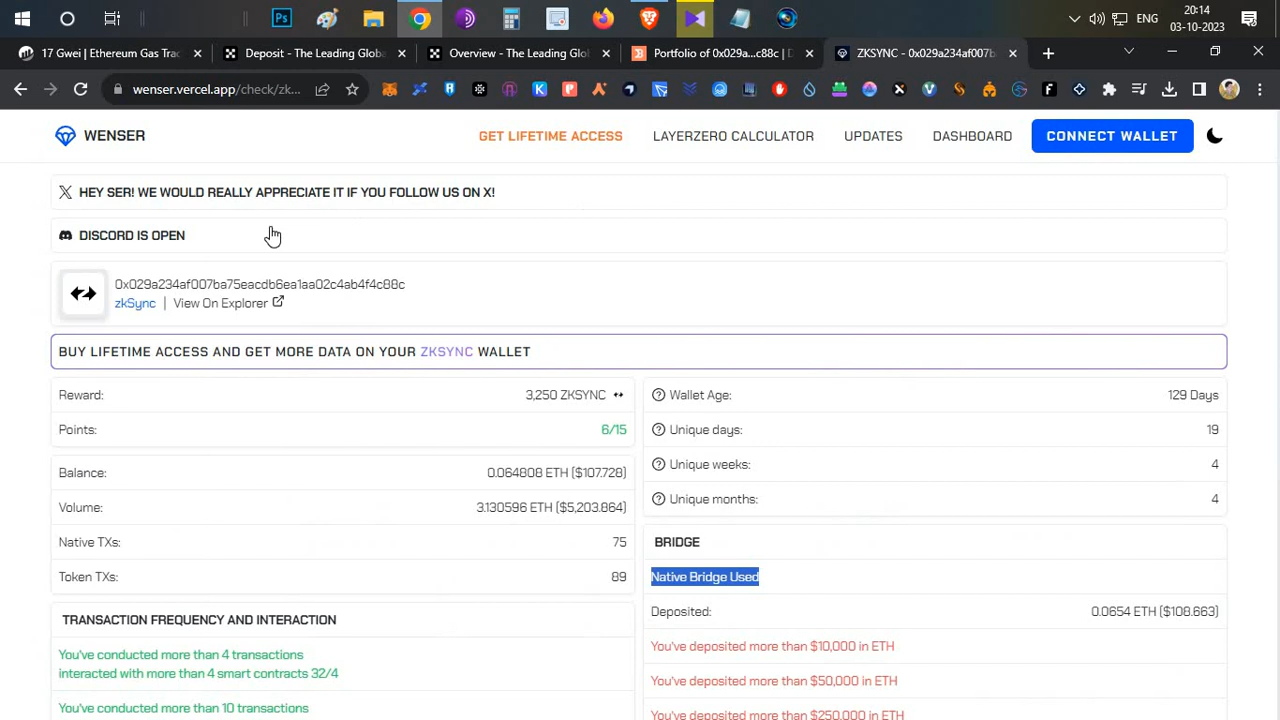 20:14
ENG
03-10-2023
17 Gwei | Ethereum Gas Trac
Deposit - The Leading Globa
Overview - The Leading Glo
Portfolio of 0x029a...c88c | D
ZKSYNC - 0x029a234af007b
wenser.vercel.app/check/zk...
WENSER
GET LIFETIME ACCESS
LAYERZERO CALCULATOR
UPDATES
DASHBOARD
CONNECT WALLET
HEY SER! WE WOULD REALLY APPRECIATE IT IF YOU FOLLOW US ON X!
DISCORD IS OPEN
0x029a234af007ba75eacdb6ea1aa02c4ab4f4c88c
zkSync | View On Explorer
BUY LIFETIME ACCESS AND GET MORE DATA ON YOUR ZKSYNC WALLET
Reward: 3,250 ZKSYNC
Points: 6/15
Balance: 0.064808 ETH ($107.728)
Volume: 3.130596 ETH ($5,203.864)
Native TXs: 75
Token TXs: 89
TRANSACTION FREQUENCY AND INTERACTION
You've conducted more than 4 transactions
interacted with more than 4 smart contracts 32/4
You've conducted more than 10 transactions
Wallet Age: 129 Days
Unique days: 19
Unique weeks: 4
Unique months: 4
BRIDGE
Native Bridge Used
Deposited: 0.0654 ETH ($108.663)
You've deposited more than $10,000 in ETH
You've deposited more than $50,000 in ETH
You've deposited more than $250,000 in ETH